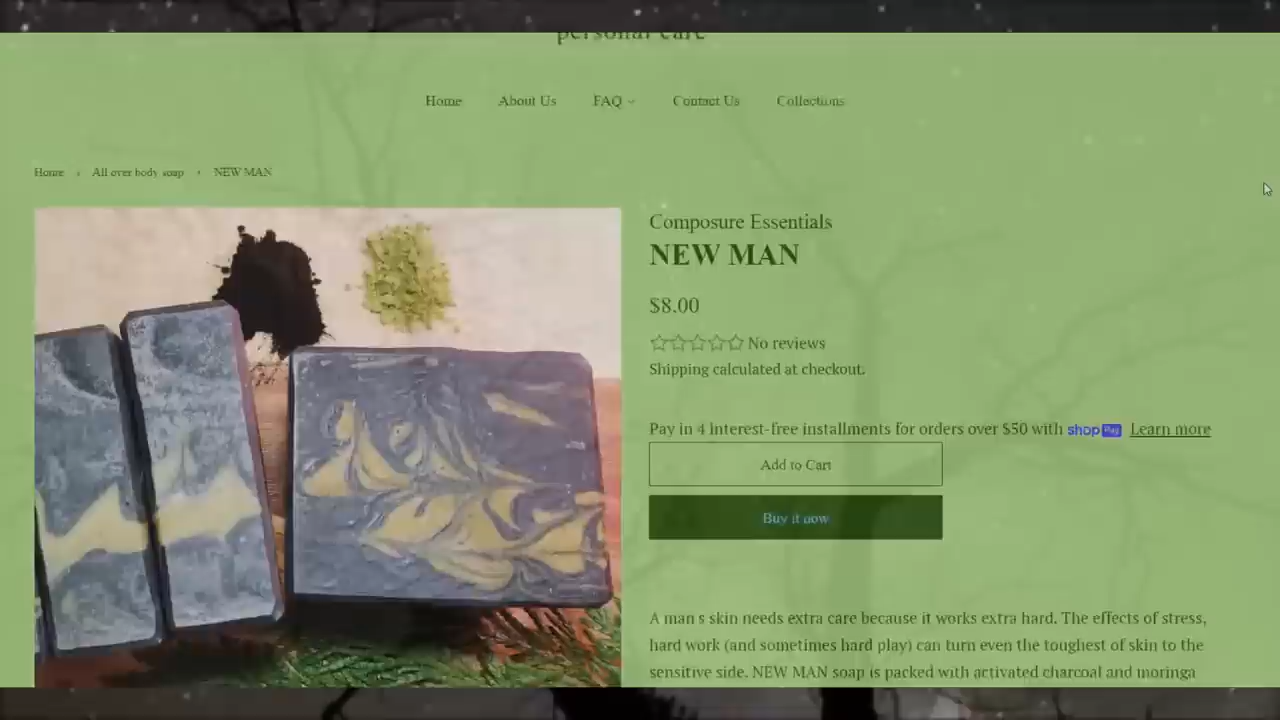 personal care
Home About Us FAQ Contact Us Collections
Home › All over body soap › NEW MAN
Composure Essentials
NEW MAN
$8.00
No reviews
Shipping calculated at checkout.
Pay in 4 interest-free installments for orders over $50 with shop Pay Learn more
Add to Cart
Buy it now
A man s skin needs extra care because it works extra hard. The effects of stress,
hard work (and sometimes hard play) can turn even the toughest of skin to the
sensitive side. NEW MAN soap is packed with activated charcoal and moringa